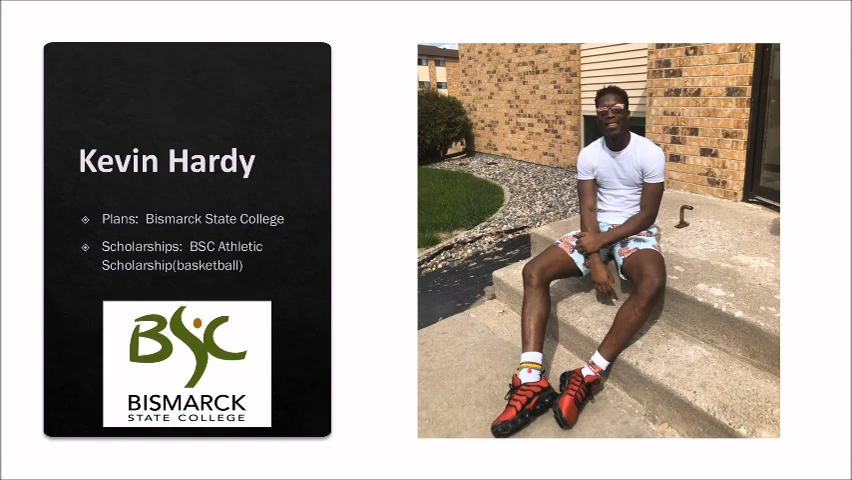 Kevin Hardy
Plans: Bismarck State College
Scholarships: BSC Athletic
Scholarship(basketball)
BSC
BISMARCK
STATE COLLEGE